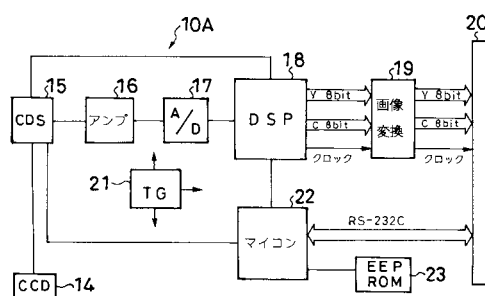 10A
20
15
16
17
18
19
CDS
アンプ
A/D
DSP
Y 8bit
C 8bit
クロック
画像
変換
Y 8bit
C 8bit
クロック
21
TG
22
マイコン
RS-232C
CCD
14
EEP
ROM
23